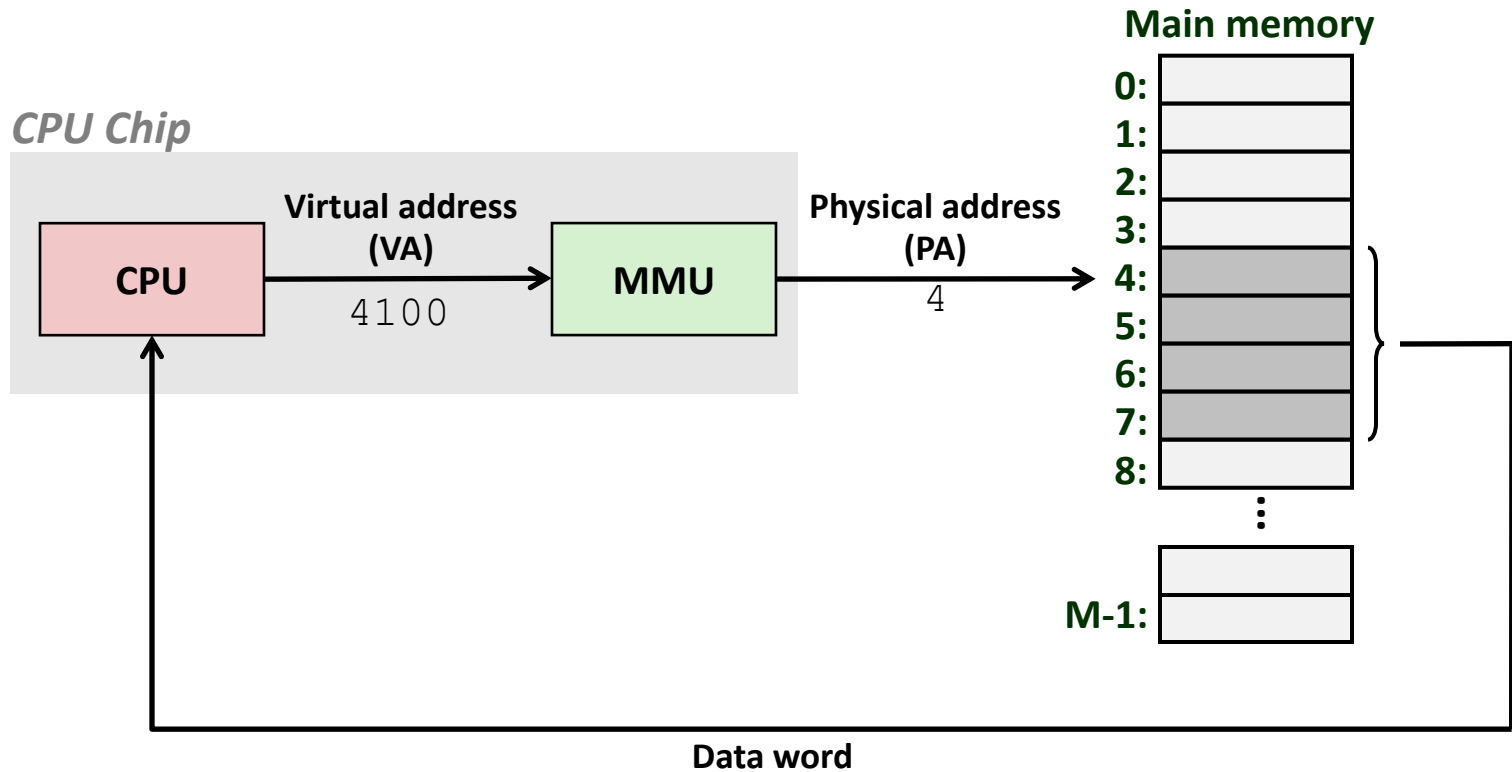 Main memory
CPU Chip
Virtual address
(VA)
Physical address
(PA)
CPU
4100
MMU
4
0:
1:
2:
3:
4:
5:
6:
7:
8:
...
M-1:
Data word